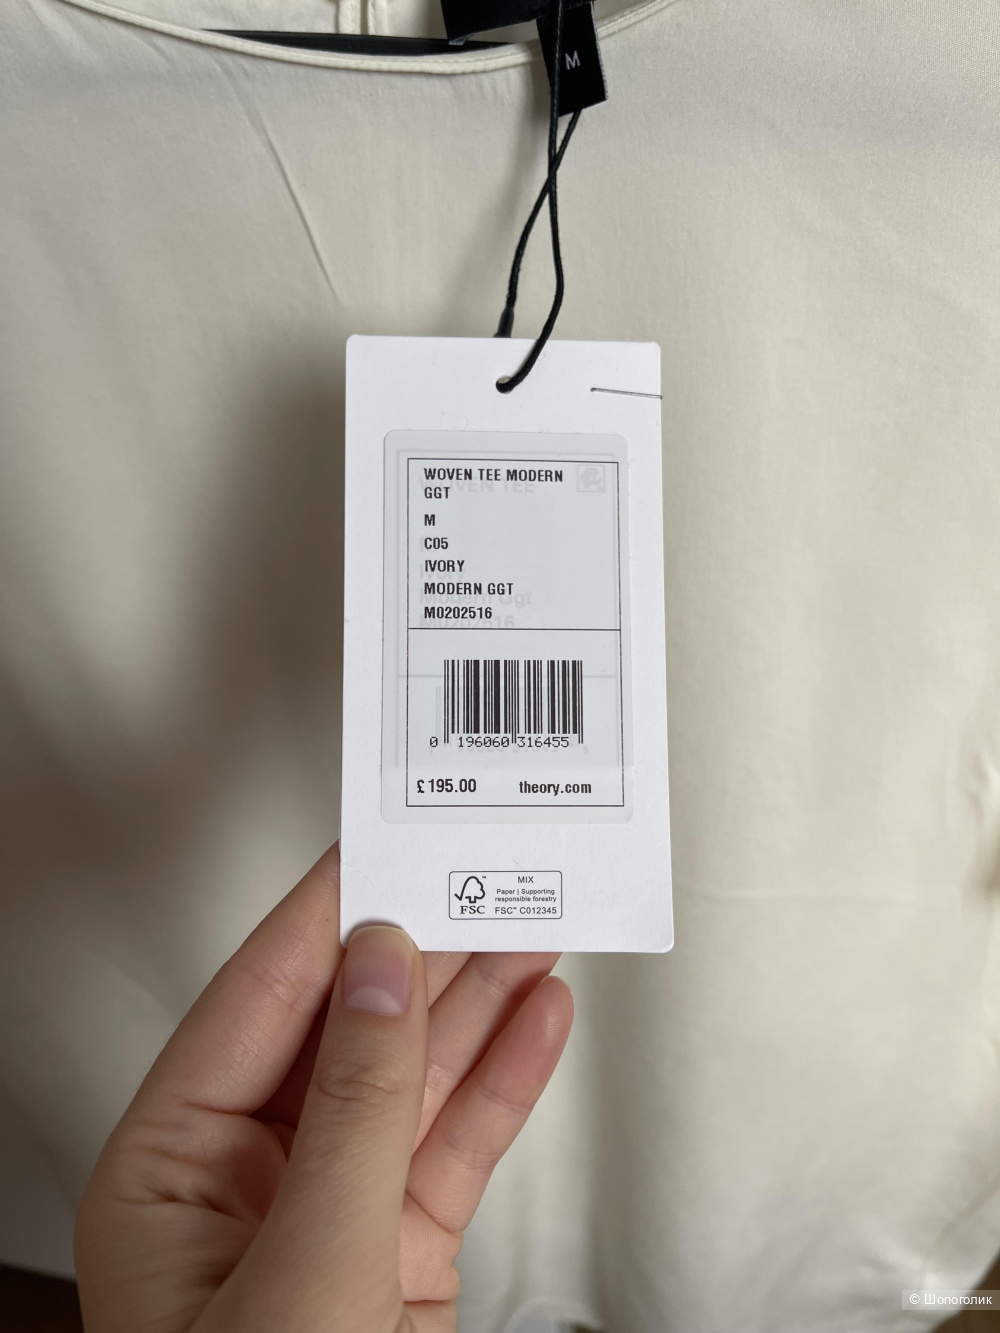 M
WOVEN TEE MODERN
GGT
M
C05
IVORY
MODERN GGT
M0202516
0 196060 316455
£195.00 theory.com
MIX
Paper | Supporting
responsible forestry
FSC™ C012345
FSC
© Шопоголик